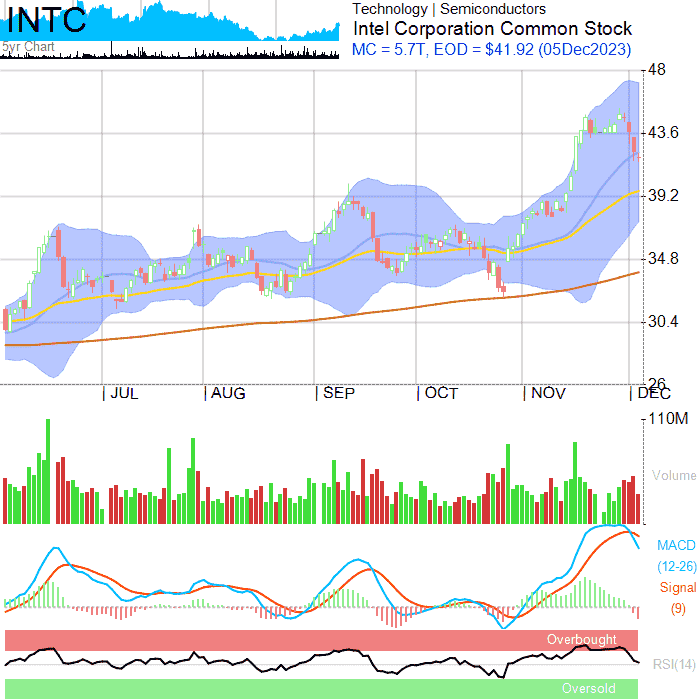 INTC
5yr Chart
Technology | Semiconductors
Intel Corporation Common Stock
MC = 5.7T, EOD = $41.92 (05Dec2023)
48
43.6
39.2
34.8
30.4
26
JUL AUG SEP OCT NOV DEC
110M
Volume
MACD
(12-26)
Signal
(9)
Overbought
RSI(14)
Oversold